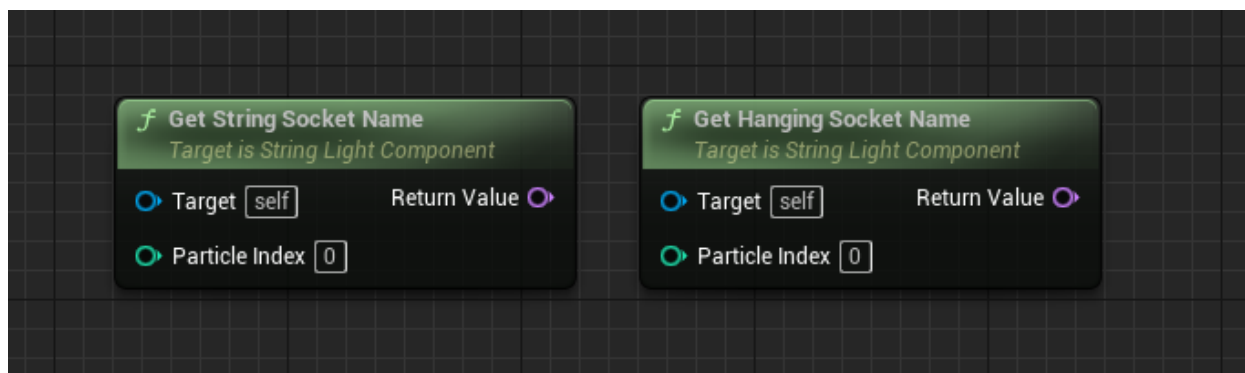 f Get String Socket Name
Target is String Light Component
Target self
Return Value
Particle Index 0
f Get Hanging Socket Name
Target is String Light Component
Target self
Return Value
Particle Index 0